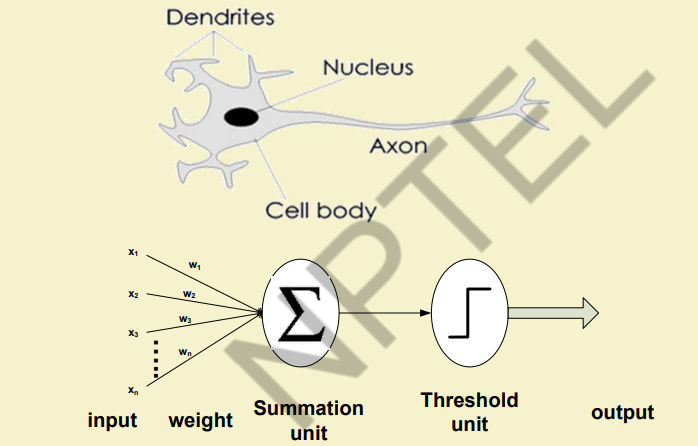 Dendrites
Nucleus
Axon
Cell body
NPTEL
x1
w1
x2
w2
x3
w3
wn
xn
Σ
input
weight
Summation
unit
Threshold
unit
output